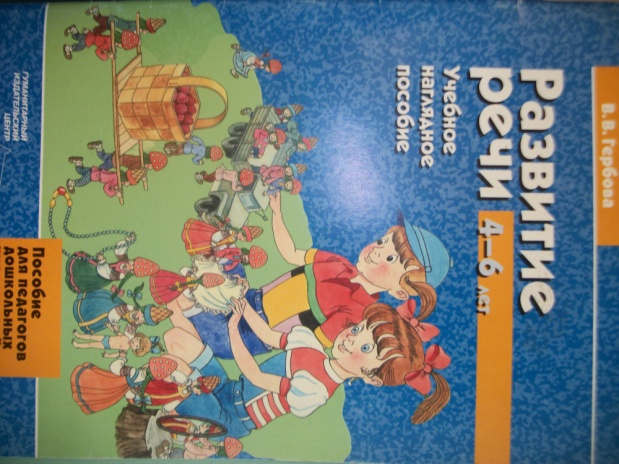 В. В. Гербова
Развитие
речи 4–6 лет
Учебное
наглядное
пособие
Пособие
для педагогов
дошкольных
ГУМАНИТАРНЫЙ
ИЗДАТЕЛЬСКИЙ
ЦЕНТР